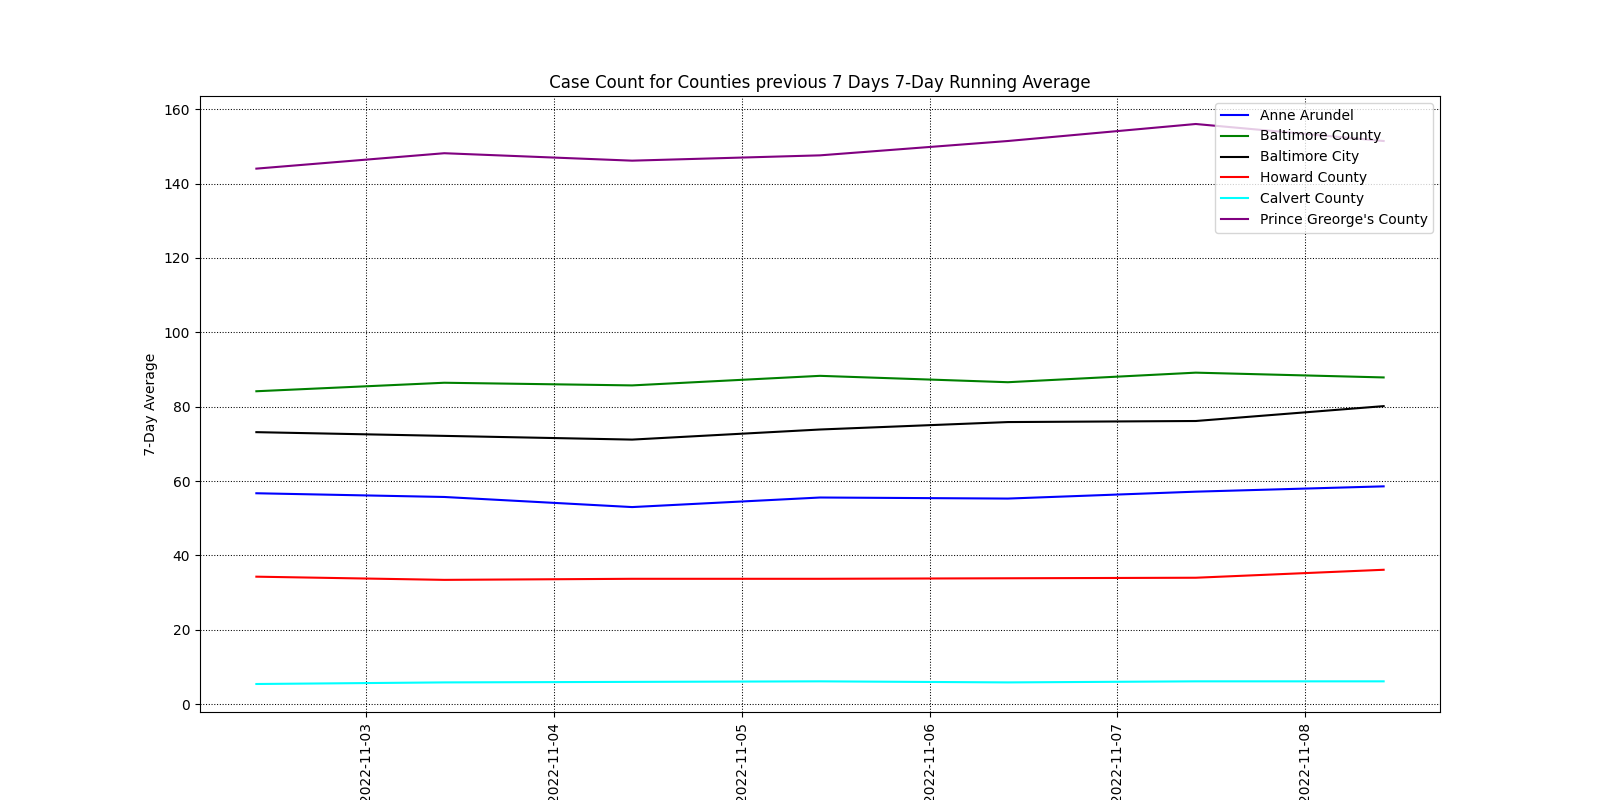 Case Count for Counties previous 7 Days 7-Day Running Average
160
140
120
100
80
60
40
20
0
7-Day Average
Anne Arundel
Baltimore County
Baltimore City
Howard County
Calvert County
Prince Greorge's County
2022-11-03
2022-11-04
2022-11-05
2022-11-06
2022-11-07
2022-11-08